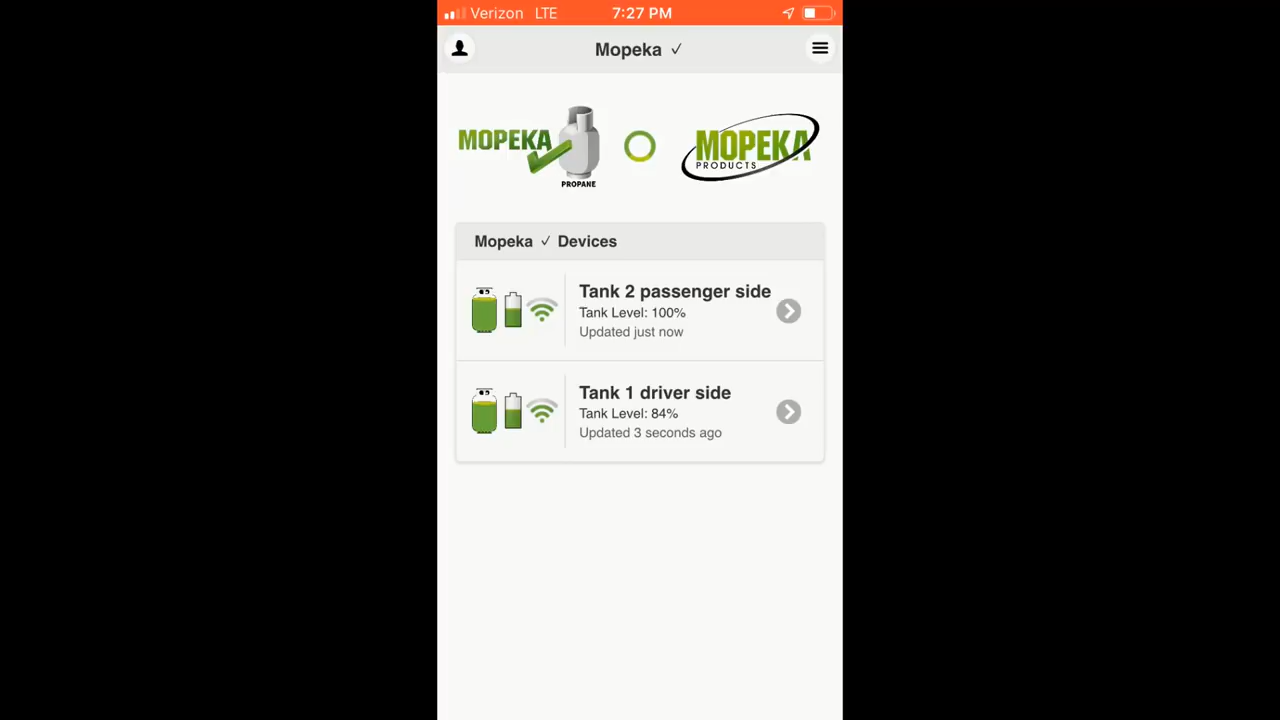 Verizon LTE 7:27 PM
Mopeka ✓
MOPEKA
PROPANE
MOPEKA
PRODUCTS
Mopeka ✓ Devices
Tank 2 passenger side
Tank Level: 100%
Updated just now
Tank 1 driver side
Tank Level: 84%
Updated 3 seconds ago